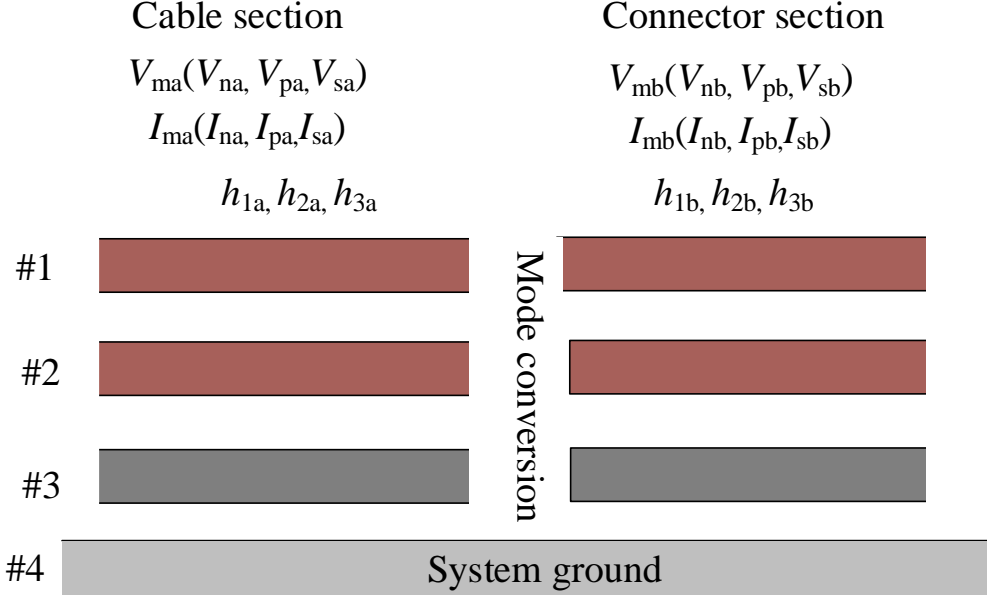 Cable section
Connector section
Vma(Vna, Vpa,Vsa)
Vmb(Vnb, Vpb,Vsb)
Ima(Ina, Ipa,Isa)
Imb(Inb, Ipb,Isb)
h1a, h2a, h3a
h1b, h2b, h3b
#1
Mode conversion
#2
#3
#4
System ground